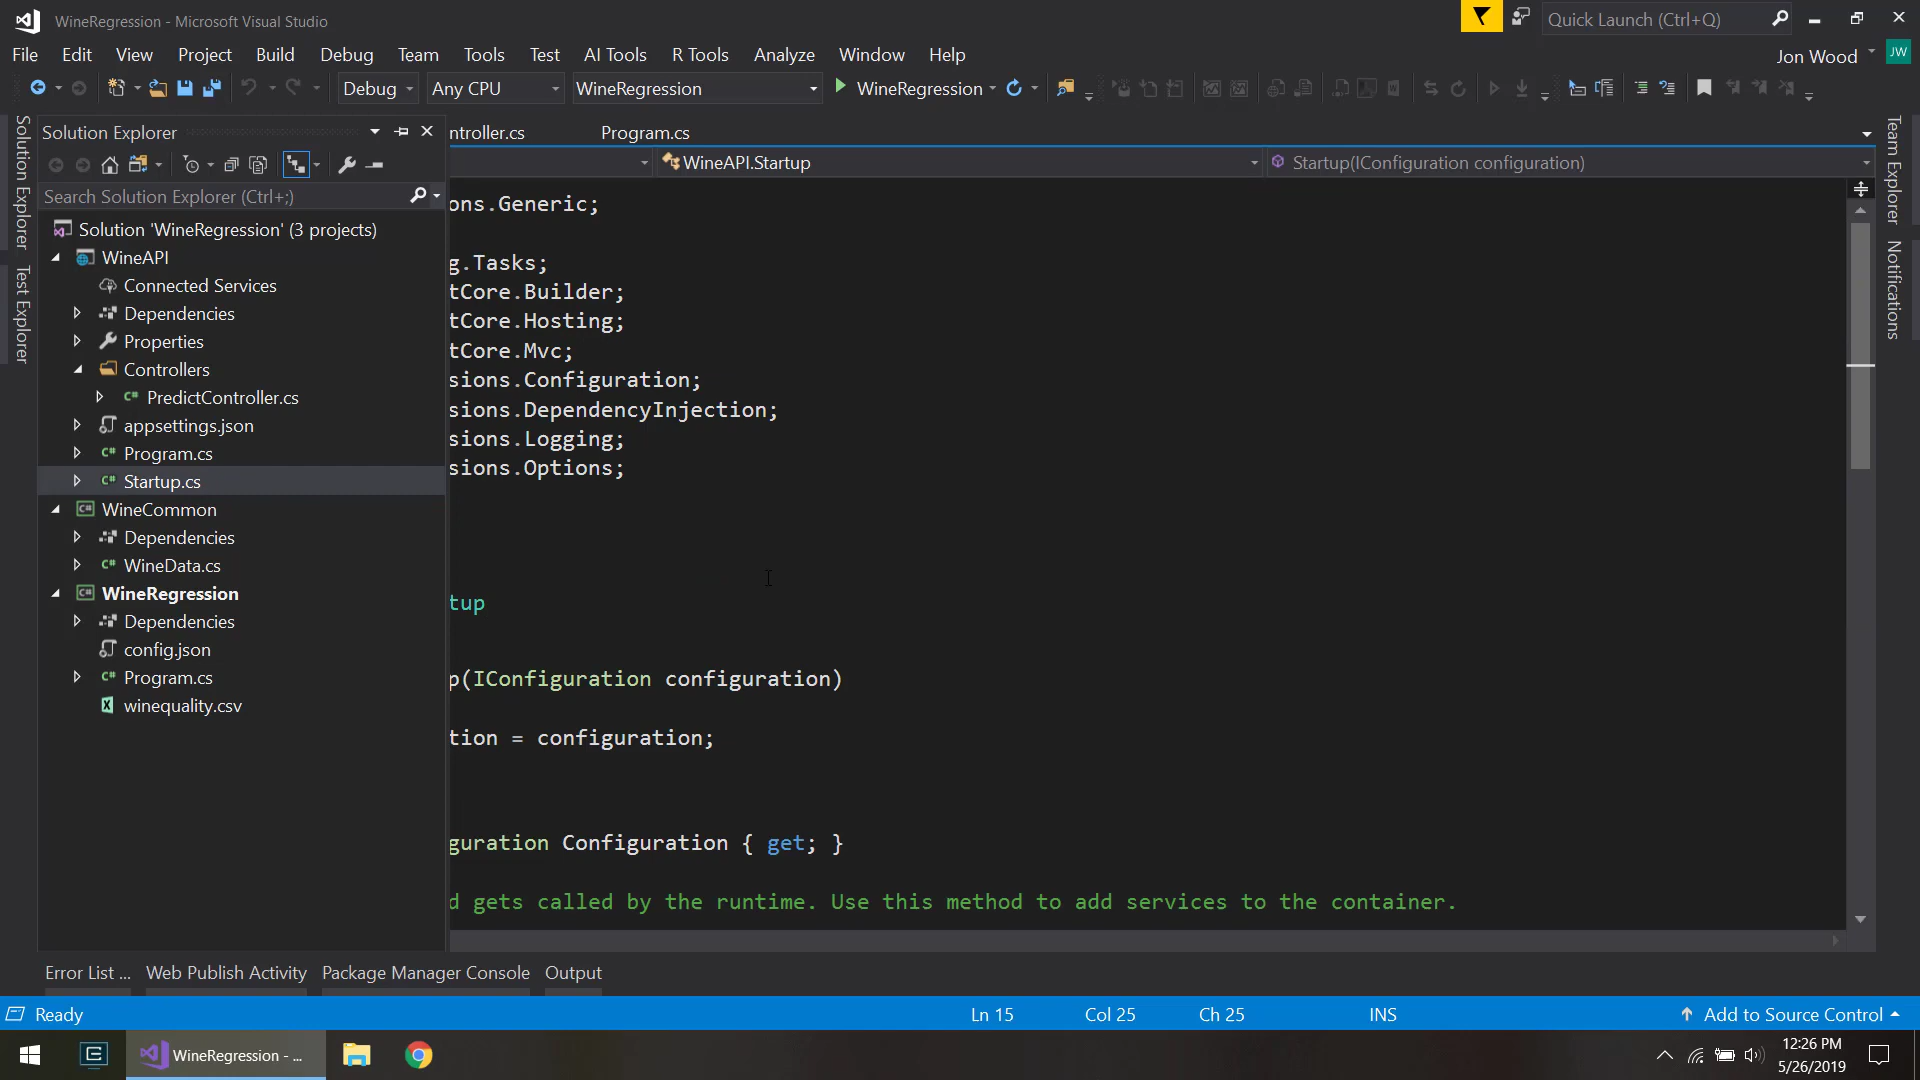 WineRegression - Microsoft Visual Studio
Quick Launch (Ctrl+Q)
File Edit View Project Build Debug Team Tools Test AI Tools R Tools Analyze Window Help
Jon Wood JW
Debug Any CPU WineRegression WineRegression
Solution Explorer
ntroller.cs Program.cs
WineAPI.Startup Startup(IConfiguration configuration)
Search Solution Explorer (Ctrl+;)
Solution 'WineRegression' (3 projects)
WineAPI
Connected Services
Dependencies
Properties
Controllers
PredictController.cs
appsettings.json
Program.cs
Startup.cs
WineCommon
Dependencies
WineData.cs
WineRegression
Dependencies
config.json
Program.cs
winequality.csv
Solution Explorer
Test Explorer
ons.Generic;
g.Tasks;
tCore.Builder;
tCore.Hosting;
tCore.Mvc;
sions.Configuration;
sions.DependencyInjection;
sions.Logging;
sions.Options;
tup
p(IConfiguration configuration)
tion = configuration;
guration Configuration { get; }
d gets called by the runtime. Use this method to add services to the container.
Team Explorer
Notifications
Error List ... Web Publish Activity Package Manager Console Output
Ready Ln 15 Col 25 Ch 25 INS Add to Source Control
WineRegression - ...
12:26 PM
5/26/2019